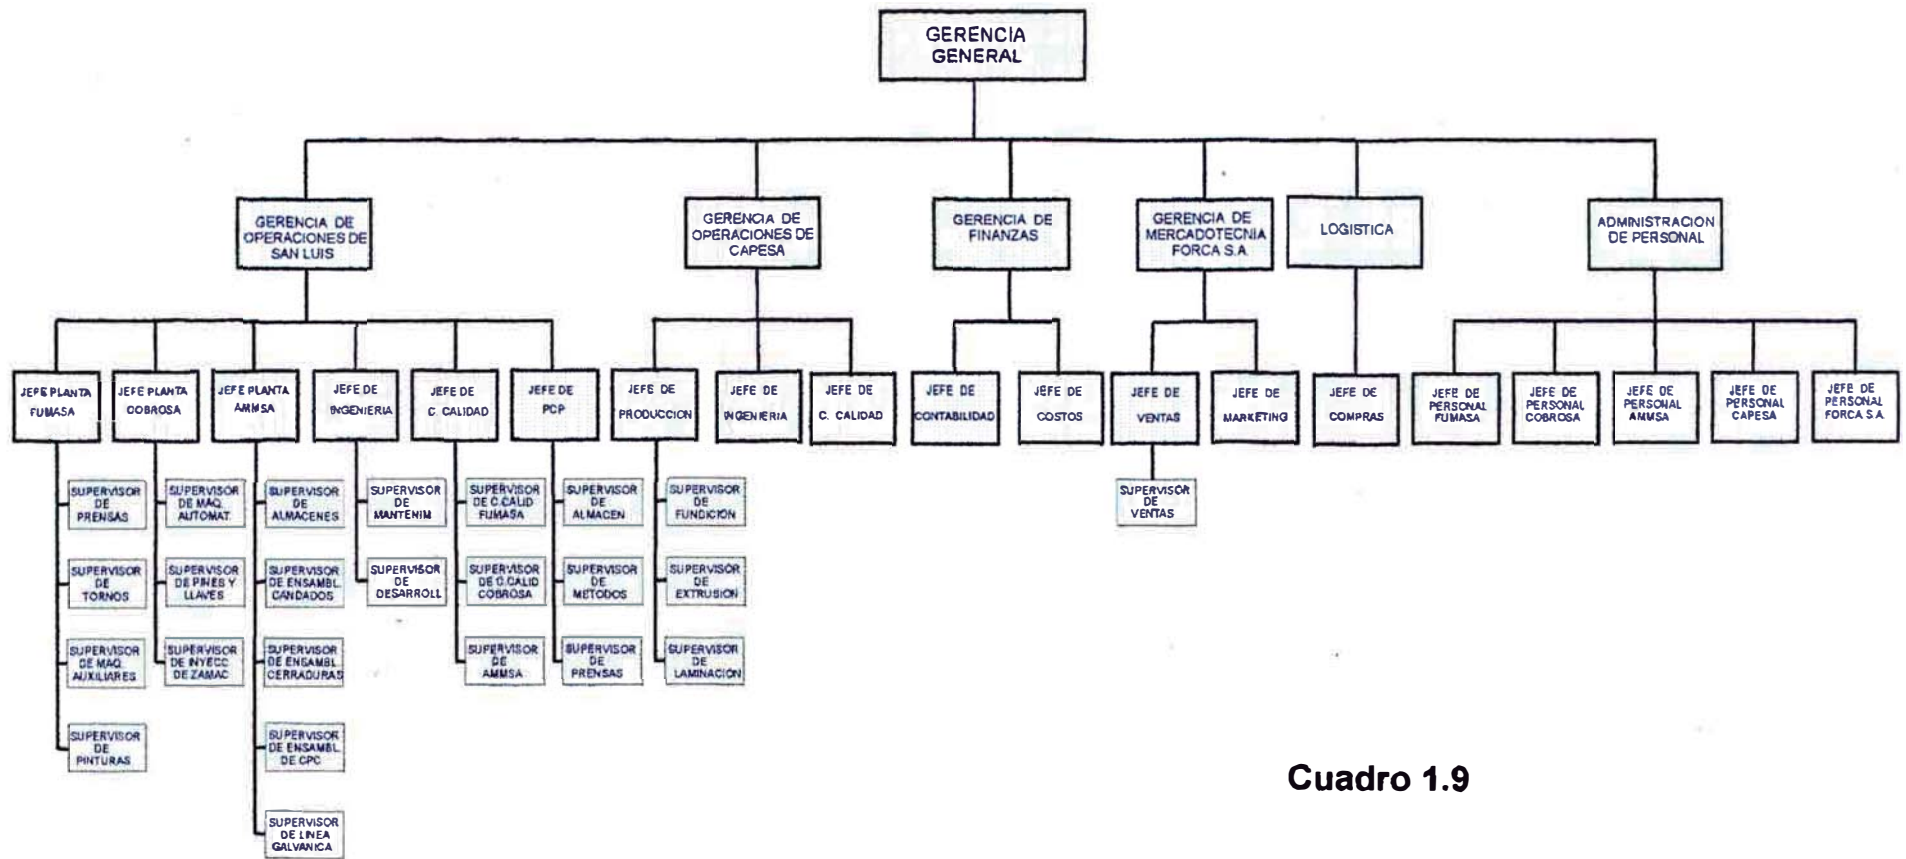 GERENCIA
GENERAL
GERENCIA DE
OPERACIONES DE
SAN LUIS
GERENCIA DE
OPERACIONES DE
CAPESA
GERENCIA DE
FINANZAS
GERENCIA DE
MERCADOTECNIA
FORCA S.A.
LOGISTICA
ADMINISTRACION
DE PERSONAL
JEFE PLANTA
FUMASA
JEFE PLANTA
COBROSA
JEFE PLANTA
AMMSA
JEFE DE
INGENIERIA
JEFE DE
C. CALIDAD
JEFE DE
PCP
JEFE DE
PRODUCCION
JEFE DE
INGENIERIA
JEFE DE
C. CALIDAD
JEFE DE
CONTABILIDAD
JEFE DE
COSTOS
JEFE DE
VENTAS
JEFE DE
MARKETING
JEFE DE
COMPRAS
JEFE DE
PERSONAL
FUMASA
JEFE DE
PERSONAL
COBROSA
JEFE DE
PERSONAL
AMMSA
JEFE DE
PERSONAL
CAPESA
JEFE DE
PERSONAL
FORCA S.A.
SUPERVISOR
DE
PRENSAS
SUPERVISOR
DE MAQ.
AUTOMAT.
SUPERVISOR
DE
ALMACENES
SUPERVISOR
DE
MANTENIM
SUPERVISOR
DE C.CALID
FUMASA
SUPERVISOR
DE
ALMACEN
SUPERVISOR
DE
FUNDICION
SUPERVISOR
DE
VENTAS
SUPERVISOR
DE
TORNOS
SUPERVISOR
DE PINES Y
LLAVES
SUPERVISOR
DE ENSAMBL.
CANDADOS
SUPERVISOR
DE
DESARROLL
SUPERVISOR
DE C.CALID
COBROSA
SUPERVISOR
DE
METODOS
SUPERVISOR
DE
EXTRUSION
SUPERVISOR
DE MAQ.
AUXILIARES
SUPERVISOR
DE INYECC
DE ZAMAC
SUPERVISOR
DE ENSAMBL
CERRADURAS
SUPERVISOR
DE
AMMSA
SUPERVISOR
DE
PRENSAS
SUPERVISOR
DE
LAMINACION
SUPERVISOR
DE
PINTURAS
SUPERVISOR
DE ENSAMBL.
DE CPC
SUPERVISOR
DE LINEA
GALVANICA
Cuadro 1.9